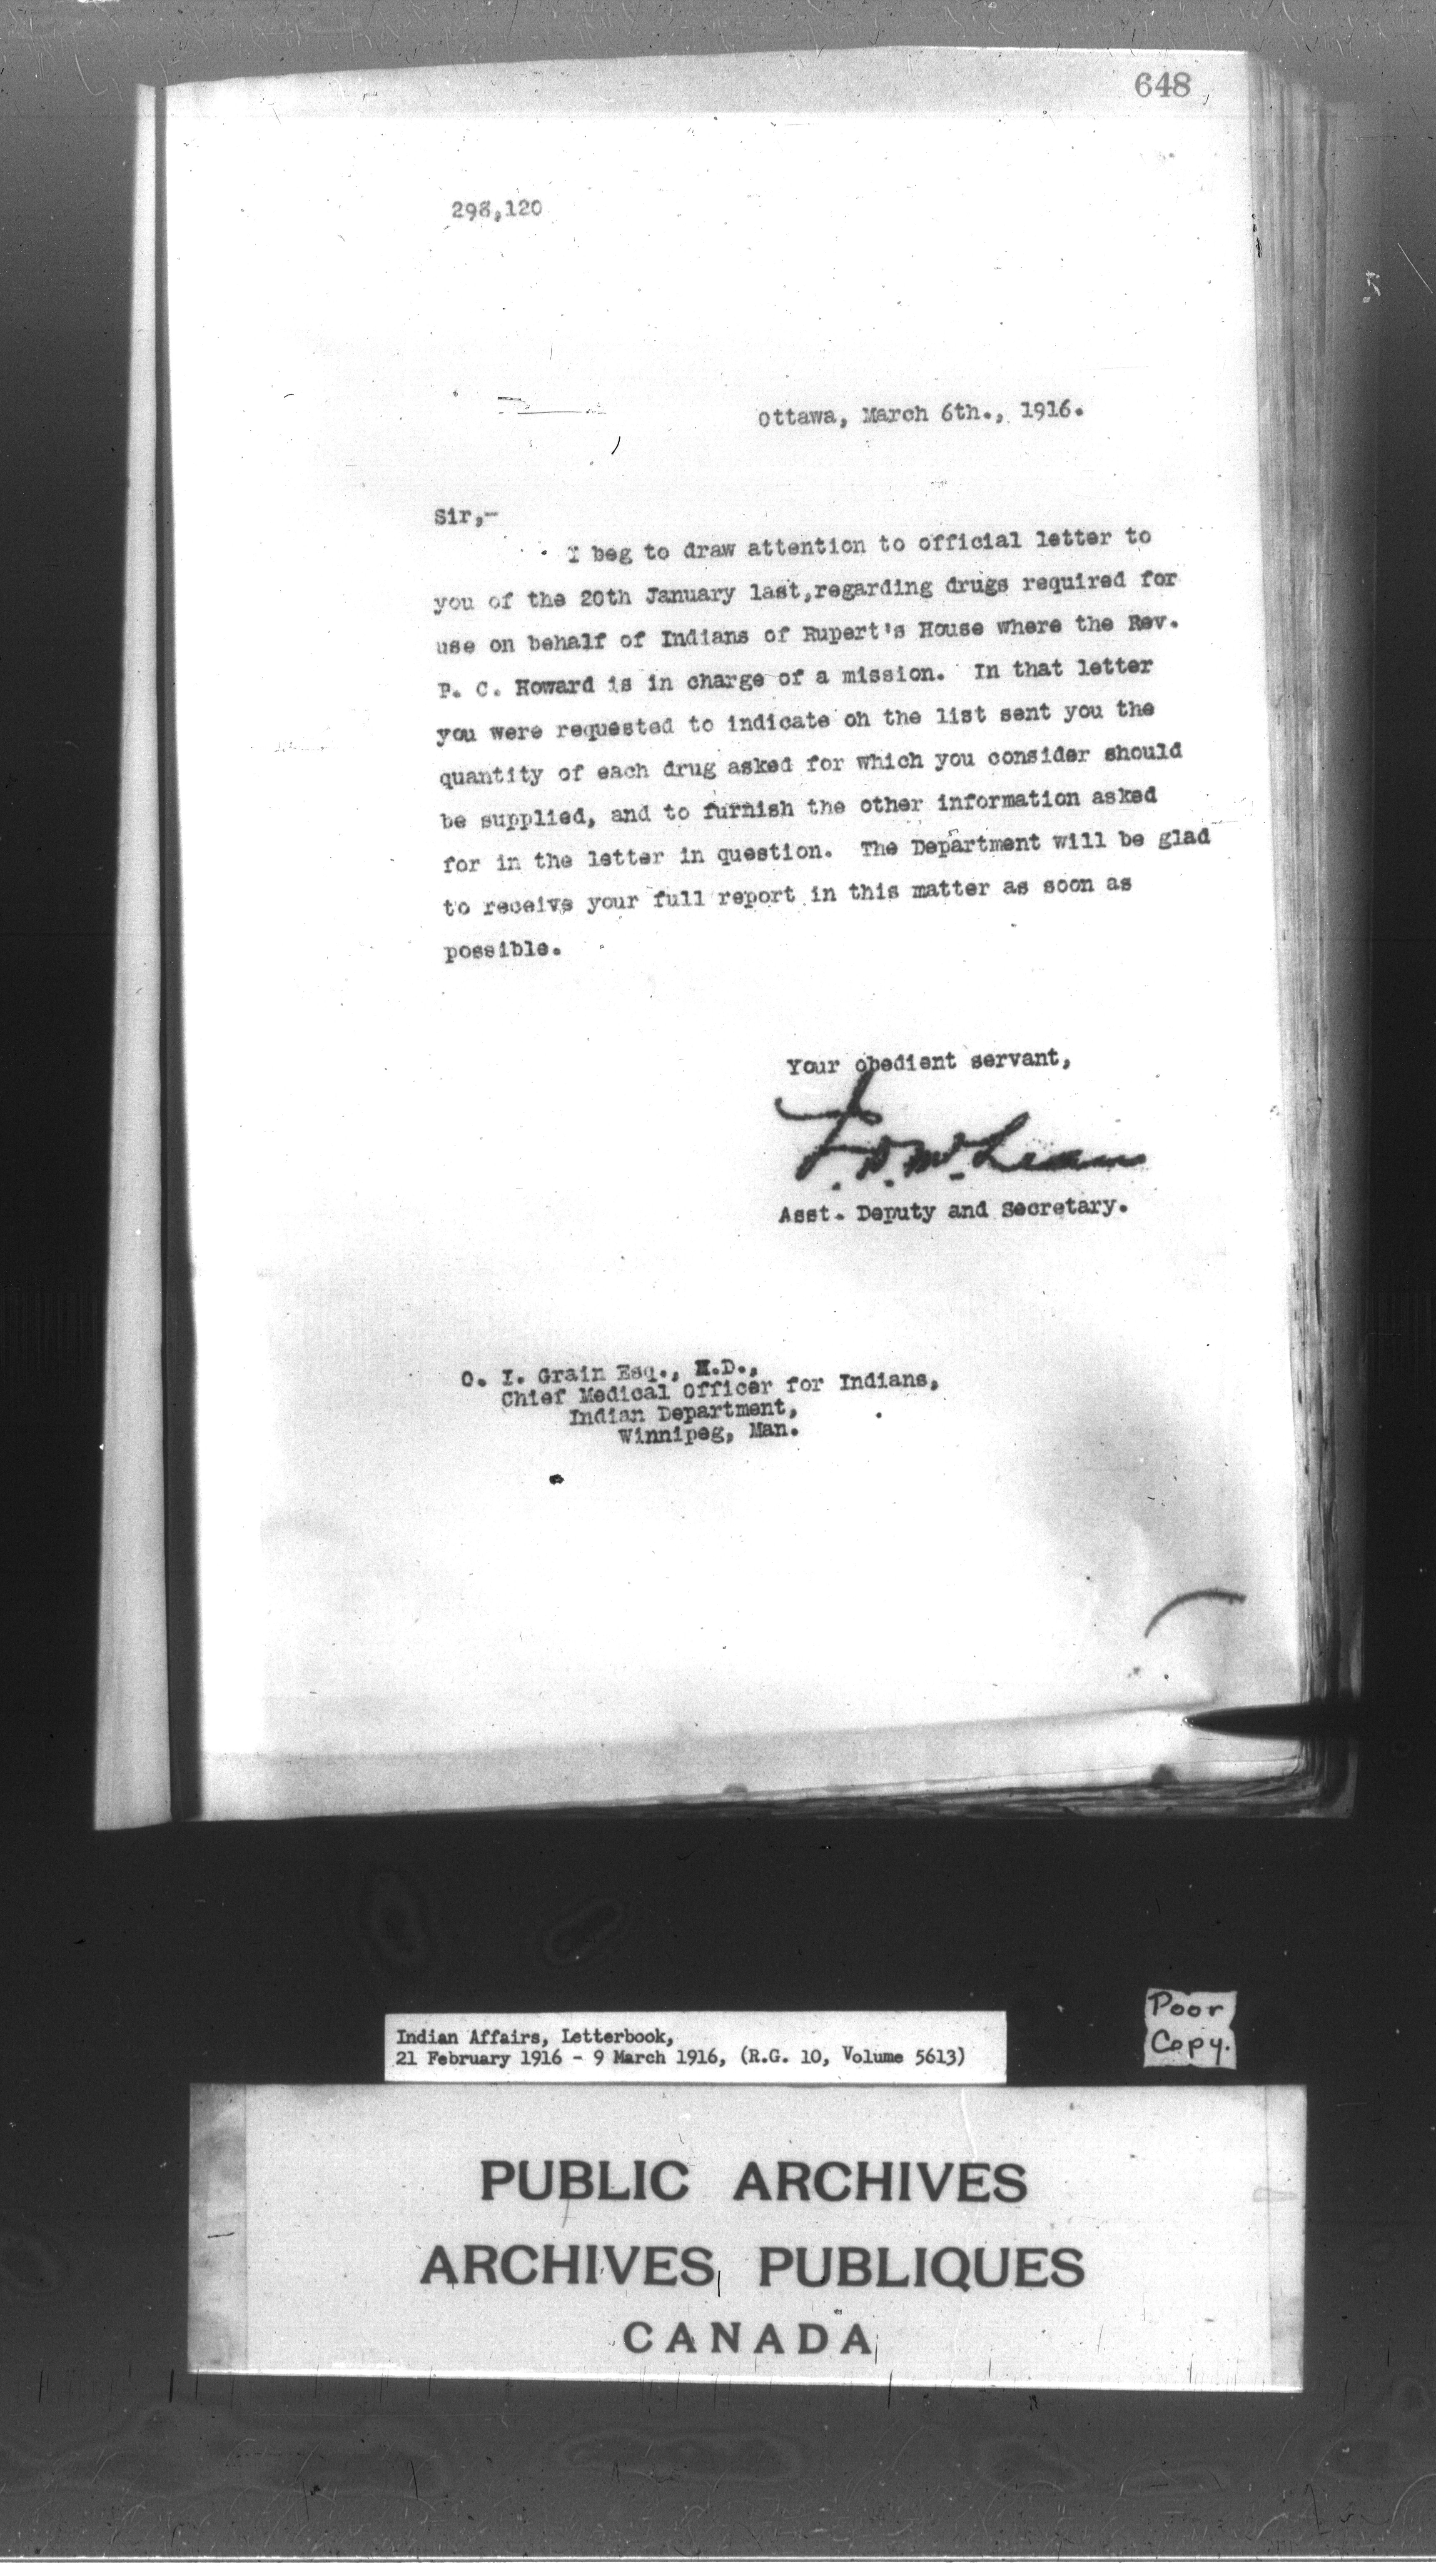 648
298,120
Ottawa, March 6th., 1916.
Sir,-
I beg to draw attention to official letter to
you of the 20th January last,regarding drugs required for
use on behalf of Indians of Rupert's House where the Rev.
P. C. Howard is in charge of a mission. In that letter
you were requested to indicate on the list sent you the
quantity of each drug asked for which you consider should
be supplied, and to furnish the other information asked
for in the letter in question. The Department will be glad
to receive your full report in this matter as soon as
possible.
Your obedient servant,
J. D. McLean
Asst. Deputy and Secretary.
O. I. Grain Esq., M.D.,
Chief Medical Officer for Indians,
Indian Department,
Winnipeg, Man.
Indian Affairs, Letterbook,
21 February 1916 - 9 March 1916, (R.G. 10, Volume 5613)
Poor
Copy.
PUBLIC ARCHIVES
ARCHIVES PUBLIQUES
CANADA